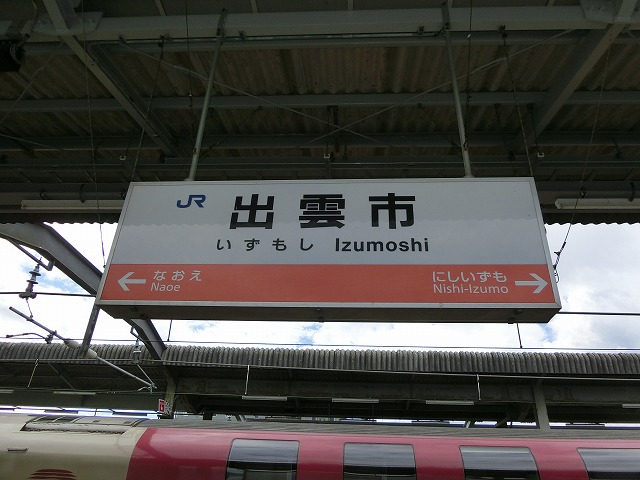 JR 出雲市
いずもし Izumoshi
← なおえ にしいずも →
Naoe Nishi-Izumo